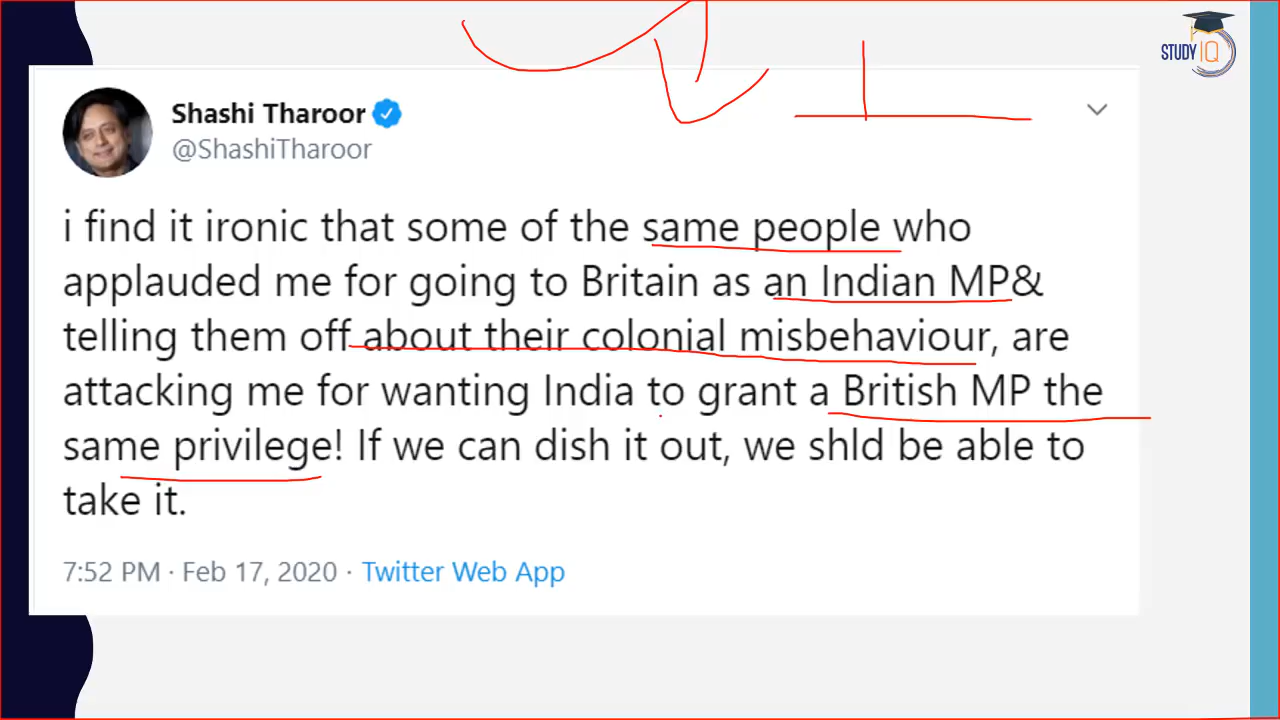 STUDY IQ
Shashi Tharoor
@ShashiTharoor
i find it ironic that some of the same people who
applauded me for going to Britain as an Indian MP&
telling them off about their colonial misbehaviour, are
attacking me for wanting India to grant a British MP the
same privilege! If we can dish it out, we shld be able to
take it.
7:52 PM · Feb 17, 2020 · Twitter Web App